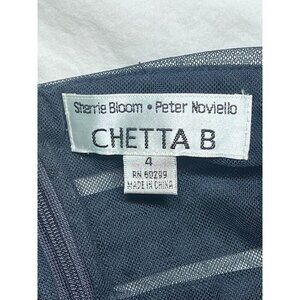 Sherrie Bloom • Peter Noviello
CHETTA B
4
RN 60299
MADE IN CHINA